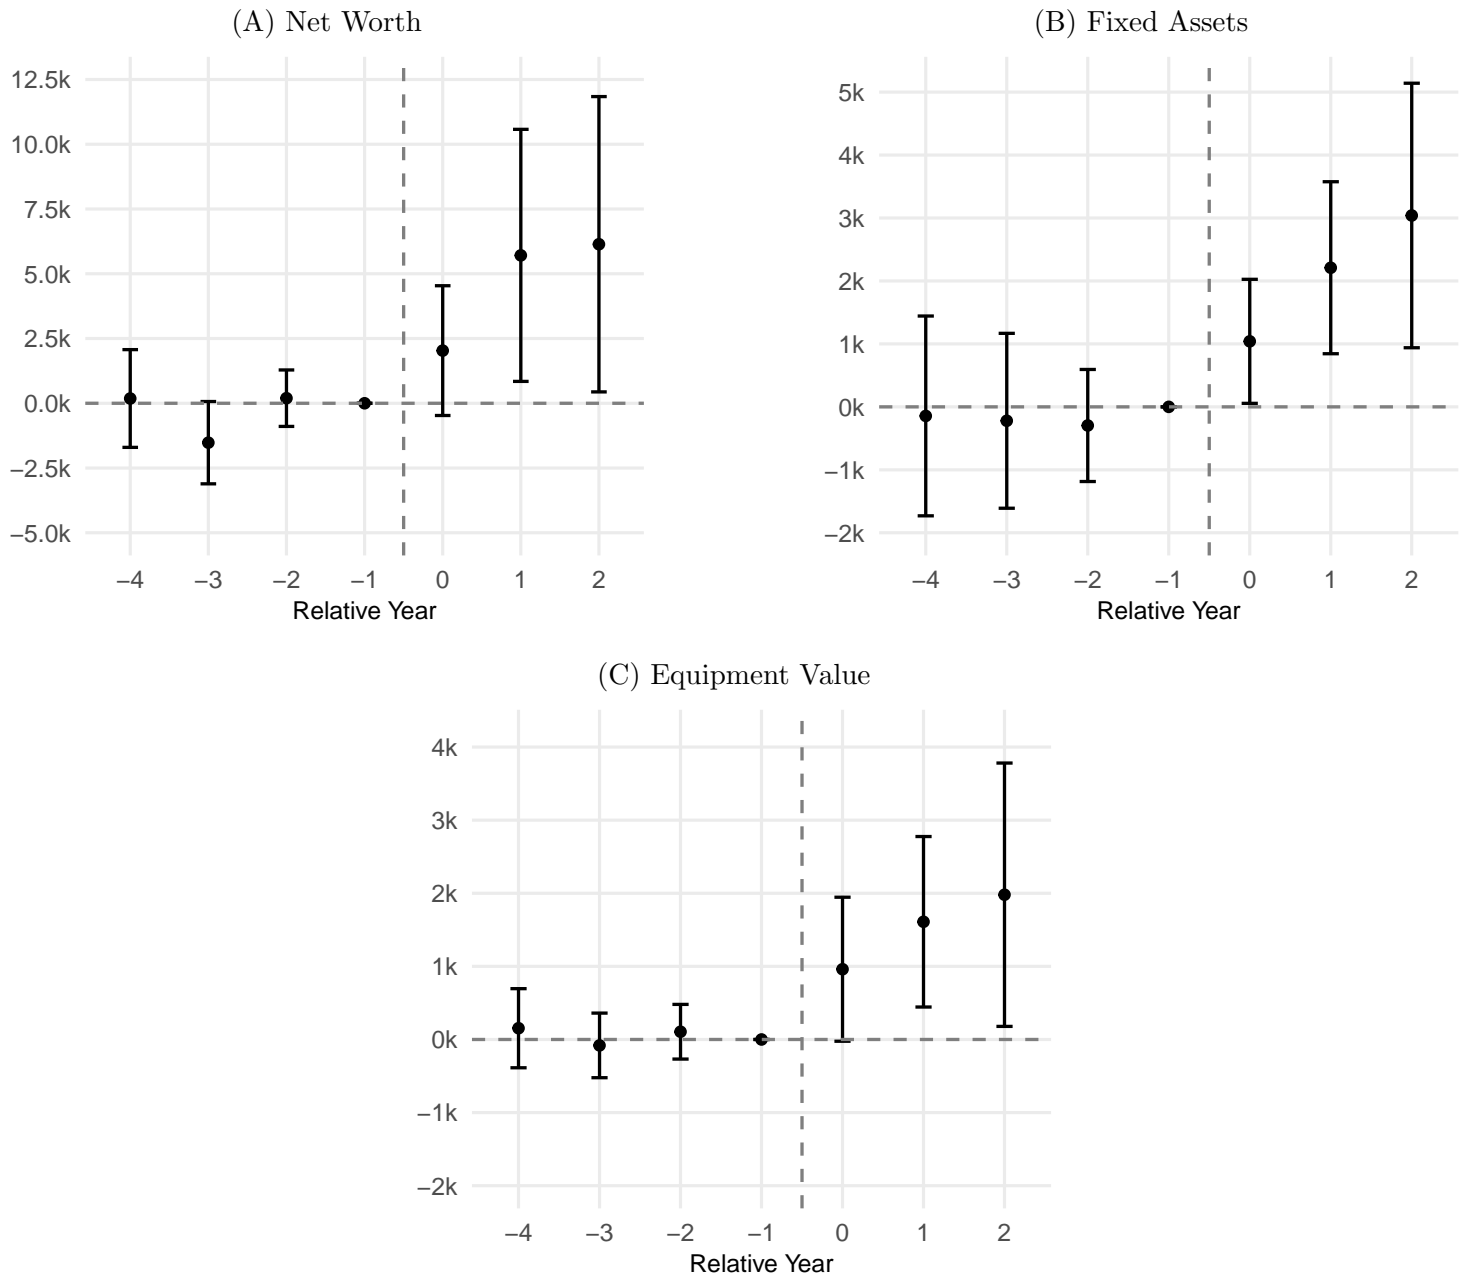 (A) Net Worth
12.5k
10.0k
7.5k
5.0k
2.5k
0.0k
−2.5k
−5.0k
−4 −3 −2 −1 0 1 2
Relative Year
(B) Fixed Assets
5k
4k
3k
2k
1k
0k
−1k
−2k
−4 −3 −2 −1 0 1 2
Relative Year
(C) Equipment Value
4k
3k
2k
1k
0k
−1k
−2k
−4 −3 −2 −1 0 1 2
Relative Year